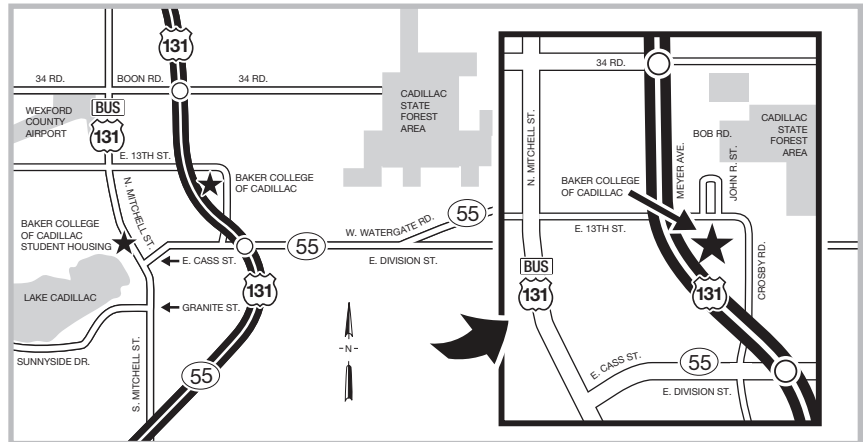 131
34 RD.
BOON RD.
34 RD.
WEXFORD
COUNTY
AIRPORT
BUS
131
CADILLAC
STATE
FOREST
AREA
E. 13TH ST.
N. MITCHELL ST.
BAKER COLLEGE
OF CADILLAC
BAKER COLLEGE
OF CADILLAC
STUDENT HOUSING
W. WATERGATE RD.
55
55
E. CASS ST.
E. DIVISION ST.
LAKE CADILLAC
131
GRANITE ST.
SUNNYSIDE DR.
S. MITCHELL ST.
55
N
34 RD.
N. MITCHELL ST.
BOB RD.
CADILLAC
STATE
FOREST
AREA
MEYER AVE.
JOHN R. ST.
BAKER COLLEGE
OF CADILLAC
E. 13TH ST.
CROSBY RD.
BUS
131
131
E. CASS ST.
55
E. DIVISION ST.